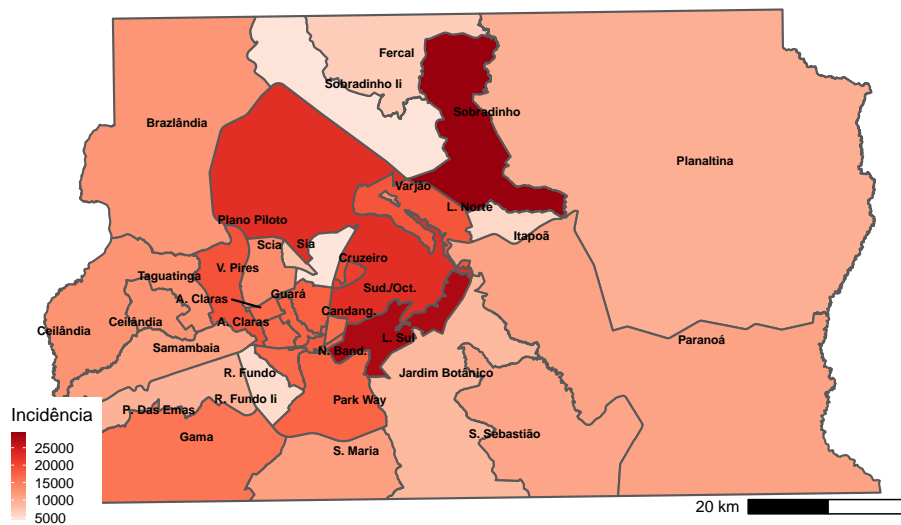 Fercal
Sobradinho Ii
Sobradinho
Brazlândia
Planaltina
Varjão
L. Norte
Plano Piloto
Itapoã
Scia
Sia
Cruzeiro
V. Pires
Taguatinga
Sud./Oct.
Guará
A. Claras
Candang.
Ceilândia
Ceilândia
A. Claras
L. Sul
Paranoá
Samambaia
N. Band.
R. Fundo
Jardim Botânico
R. Fundo Ii
Park Way
P. Das Emas
Gama
S. Sebastião
S. Maria
Incidência
25000
20000
15000
10000
5000
20 km